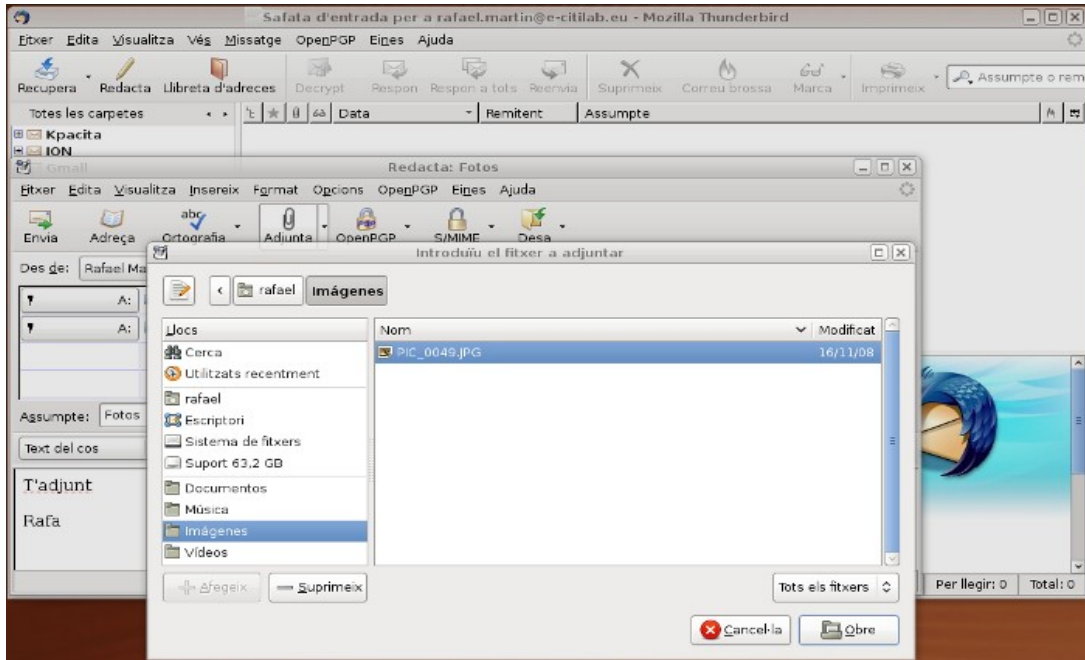 Safata d'entrada per a rafael.martin@e-citilab.eu - Mozilla Thunderbird
Fitxer Edita Visualitza Vés Missatge OpenPGP Eines Ajuda
Recupera Redacta Llibreta d'adreces Decrypt Respon Respon a tots Reenvia Suprimeix Correu brossa Marca Imprimeix Assumpte o rem
Totes les carpetes Data Remitent Assumpte
Kpacita
ION
Gmail Redacta: Fotos
Fitxer Edita Visualitza Insereix Format Opcions OpenPGP Eines Ajuda
Envia Adreça Ortografia Adjunta OpenPGP S/MIME Desa
Introduïu el fitxer a adjuntar
Des de: Rafael Ma
rafael Imágenes
A:
A:
Llocs Nom Modificat
Cerca PIC_0049.JPG 16/11/08
Utilitzats recentment
rafael
Escriptori
Sistema de fitxers
Suport 63,2 GB
Documentos
Música
Imágenes
Vídeos
Assumpte: Fotos
Text del cos
T'adjunt
Rafa
Afegeix Suprimeix Tots els fitxers
Per llegir: 0 Total: 0
Cancel·la Obre